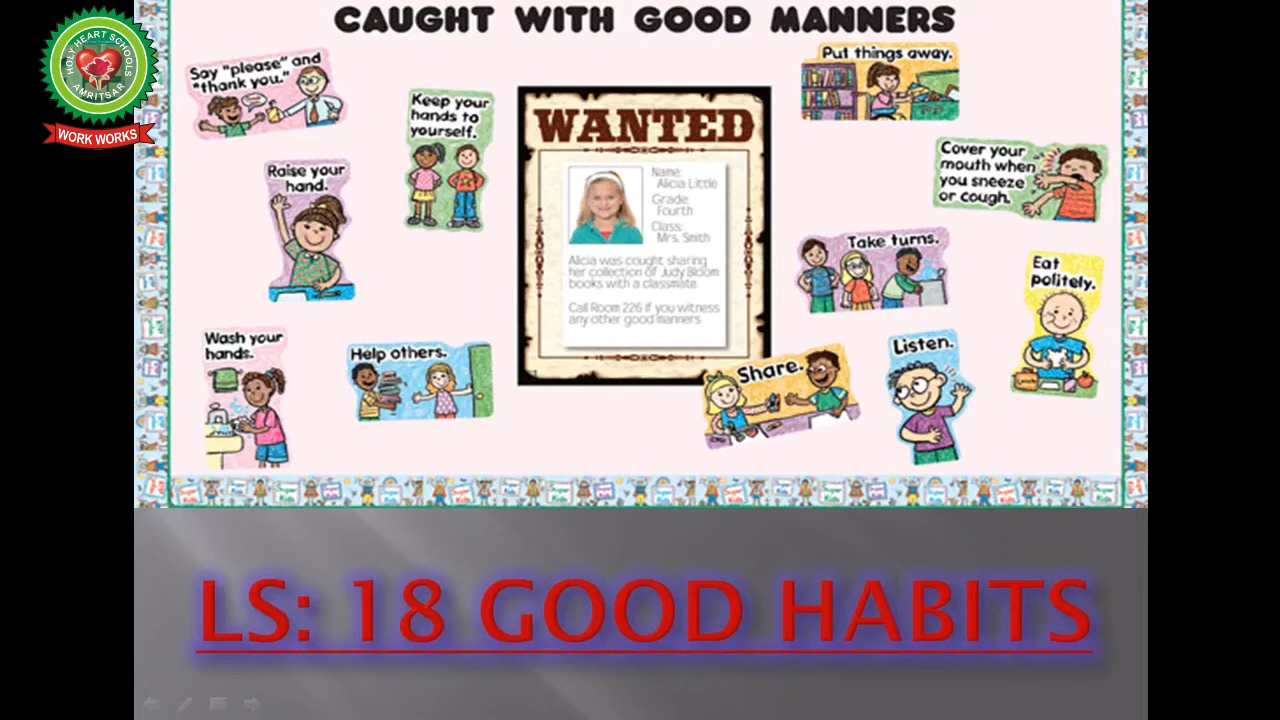 CAUGHT WITH GOOD MANNERS
HOLY HEART SCHOOLS
AMRITSAR
WORK WORKS
Say "please" and
"thank you."
Keep your
hands to
yourself.
Raise your
hand.
Wash your
hands.
Help others.
WANTED
Name:
Alicia Little
Grade:
Fourth
Class:
Mrs. Smith
Alicia was cought sharing
her collection of Judy Bloom
books with a classmate.
Call Room 226 if you witness
any other good manners
Put things away.
Cover your
mouth when
you sneeze
or cough.
Take turns.
Eat
politely.
Share.
Listen.
LS: 18 GOOD HABITS